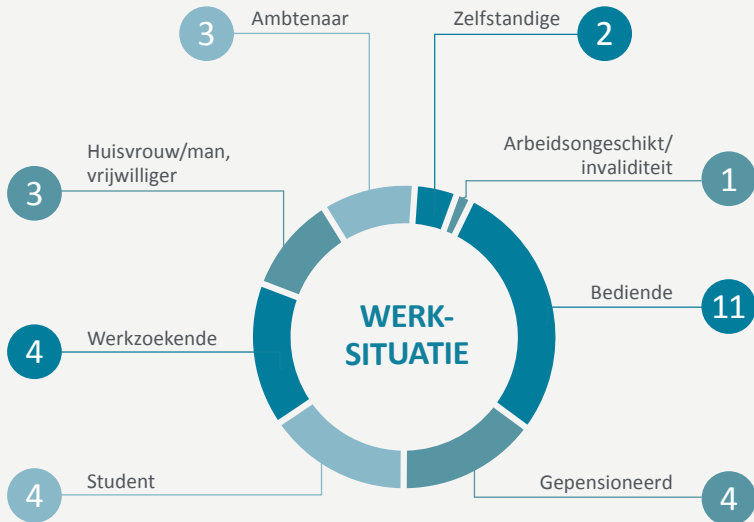 3
Ambtenaar
Zelfstandige
2
Huisvrouw/man,
vrijwilliger
3
Arbeidsongeschikt/
invaliditeit
1
WERK-
SITUATIE
Bediende
11
4
Werkzoekende
4
Student
Gepensioneerd
4